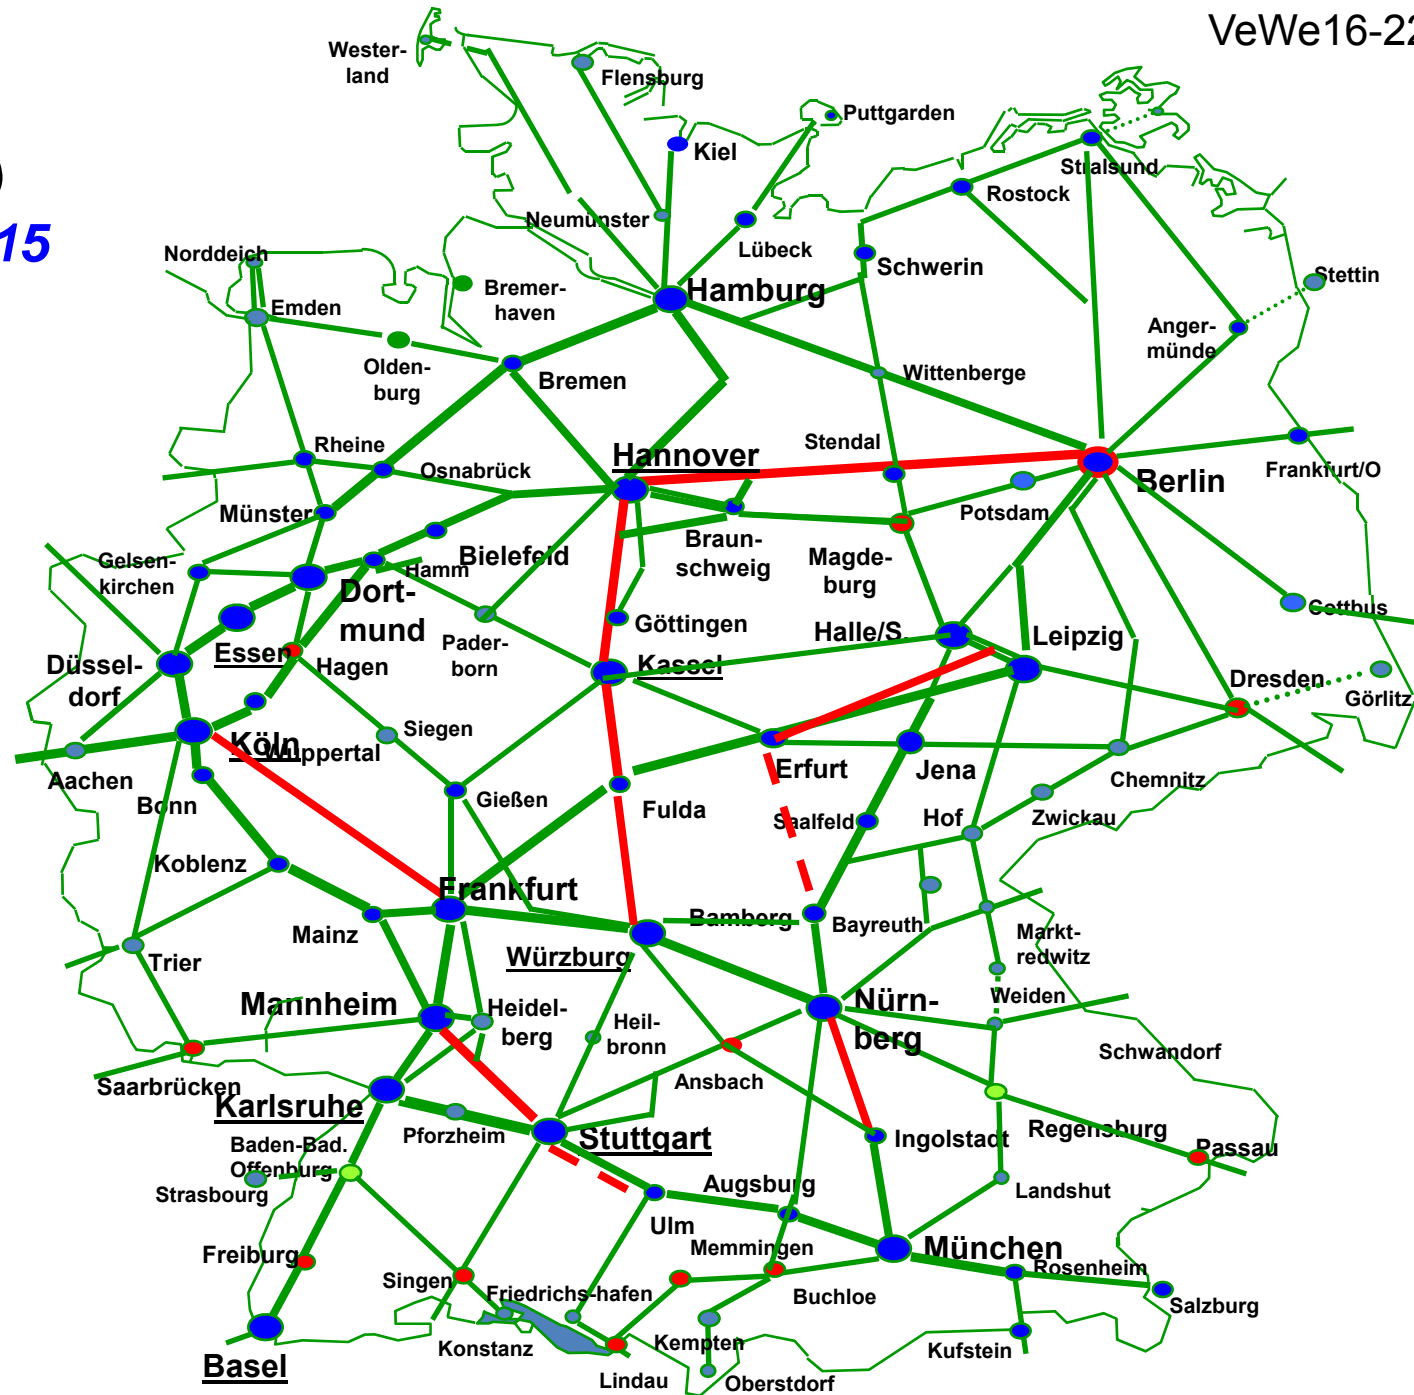 VeWe16-22
)
15
Wester-
land
Flensburg
Puttgarden
Kiel
Stralsund
Rostock
Neumünster
Lübeck
Norddeich
Schwerin
Stettin
Bremer-
haven
Hamburg
Emden
Anger-
münde
Olden-
burg
Bremen
Wittenberge
Rheine
Osnabrück
Hannover
Stendal
Berlin
Frankfurt/O
Münster
Potsdam
Gelsen-
kirchen
Bielefeld
Hamm
Braun-
schweig
Magde-
burg
Dort-
mund
Göttingen
Halle/S.
Leipzig
Cottbus
Essen
Hagen
Pader-
born
Kassel
Düssel-
dorf
Dresden
Görlitz
Köln
Wuppertal
Siegen
Aachen
Bonn
Gießen
Fulda
Erfurt
Jena
Chemnitz
Saalfeld
Hof
Zwickau
Koblenz
Frankfurt
Mainz
Bamberg
Bayreuth
Markt-
redwitz
Trier
Würzburg
Weiden
Mannheim
Heidel-
berg
Heil-
bronn
Nürn-
berg
Schwandorf
Saarbrücken
Ansbach
Karlsruhe
Pforzheim
Stuttgart
Ingolstadt
Regensburg
Passau
Baden-Bad.
Offenburg
Strasbourg
Augsburg
Landshut
Ulm
Freiburg
Memmingen
München
Rosenheim
Singen
Friedrichs-hafen
Buchloe
Salzburg
Konstanz
Kempten
Kufstein
Basel
Lindau
Oberstdorf